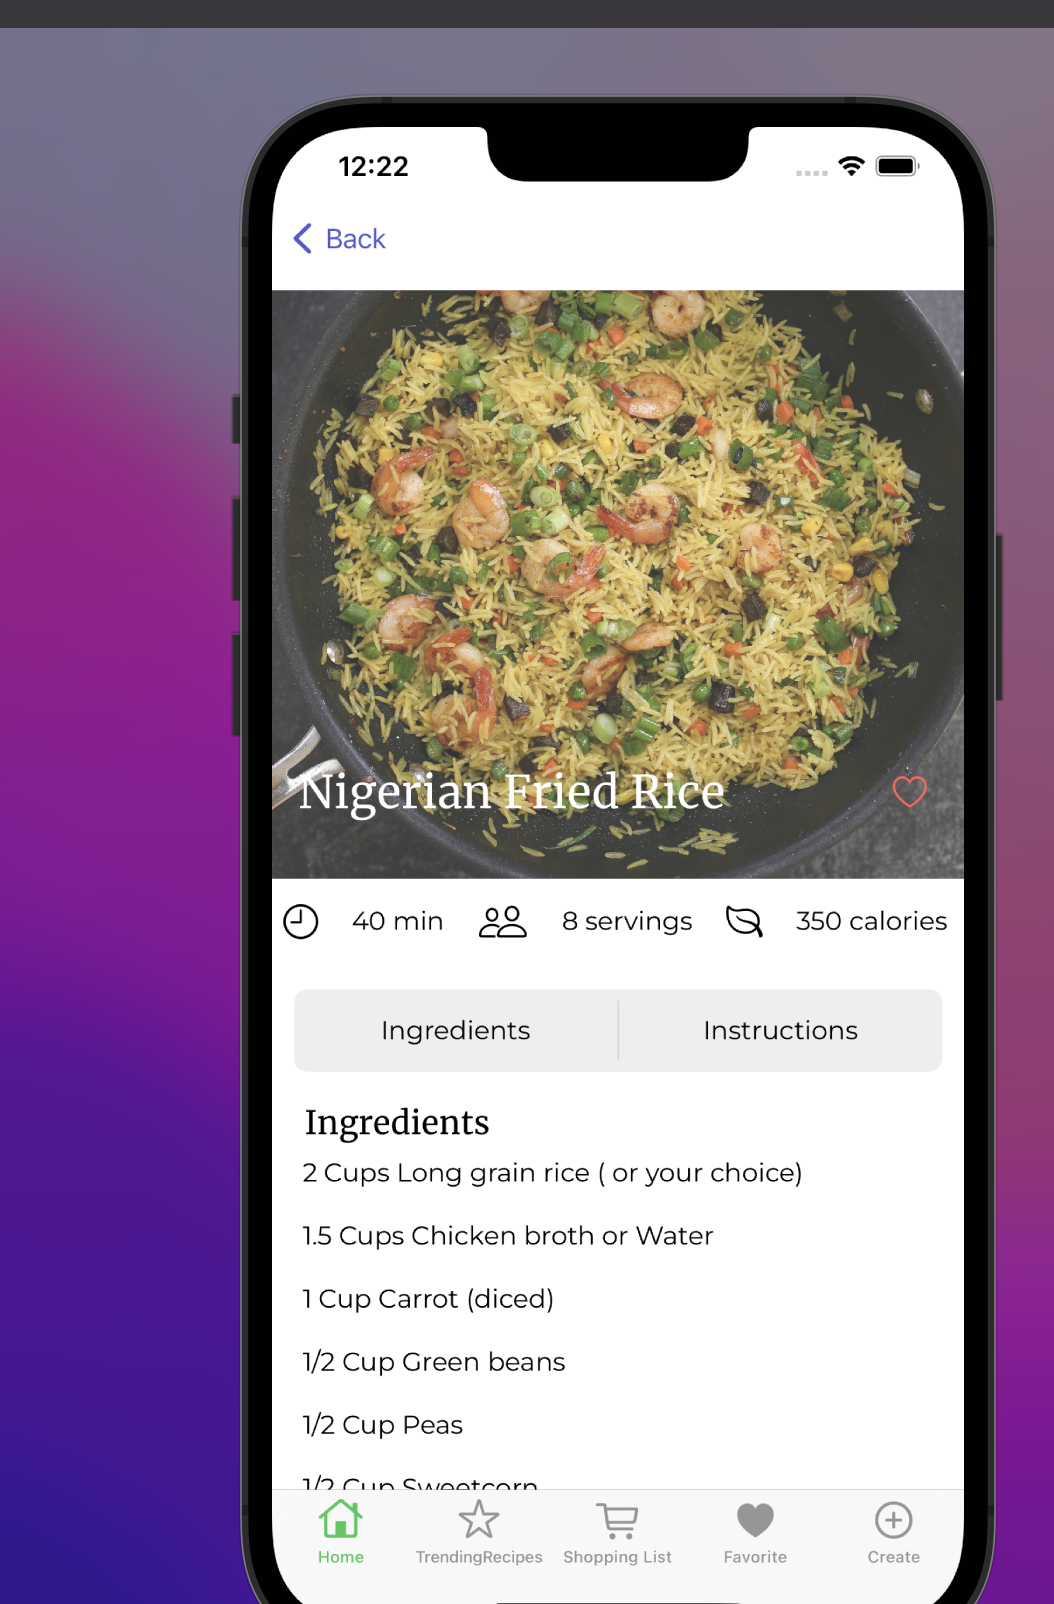 12:22
Back
Nigerian Fried Rice
40 min 8 servings 350 calories
Ingredients Instructions
Ingredients
2 Cups Long grain rice ( or your choice)
1.5 Cups Chicken broth or Water
1 Cup Carrot (diced)
1/2 Cup Green beans
1/2 Cup Peas
1/2 Cup Sweetcorn
Home TrendingRecipes Shopping List Favorite Create